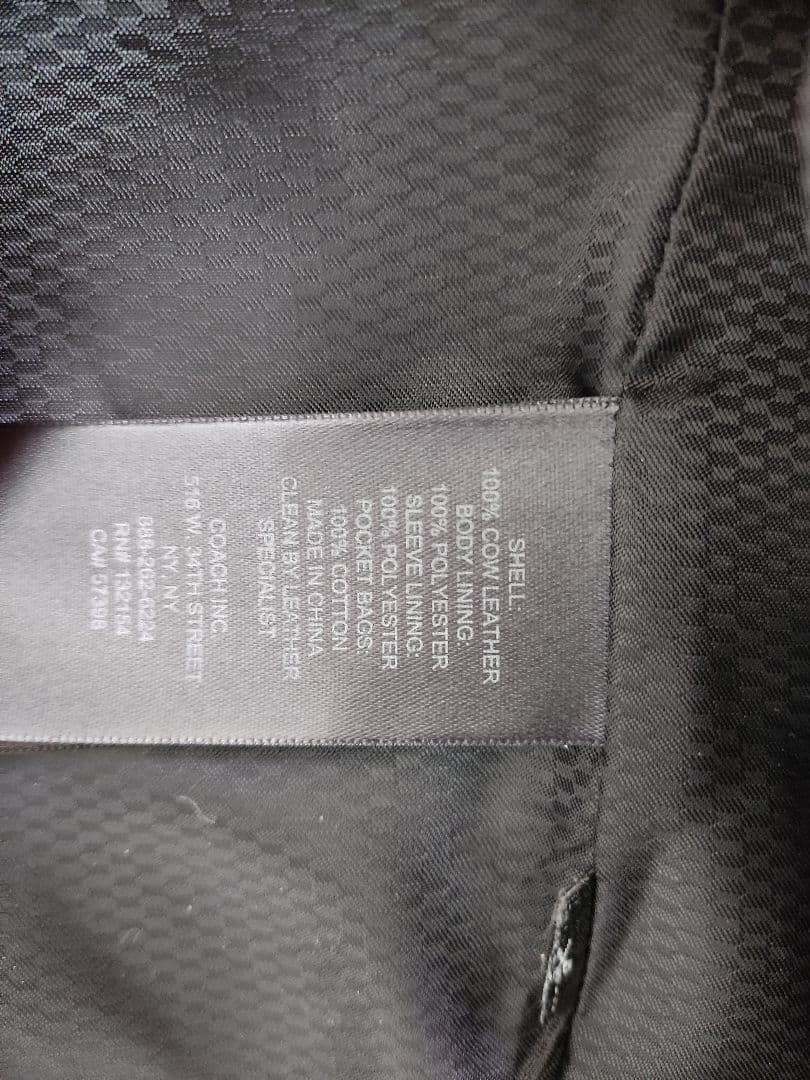 SHELL:
100% COW LEATHER
BODY LINING:
100% POLYESTER
SLEEVE LINING:
100% POLYESTER
POCKET BAGS:
100% COTTON
MADE IN CHINA
CLEAN BY LEATHER
SPECIALIST
COACH INC.
516 W. 34TH STREET
NY, NY
888-262-6224
RN# 132154
CA# 57398